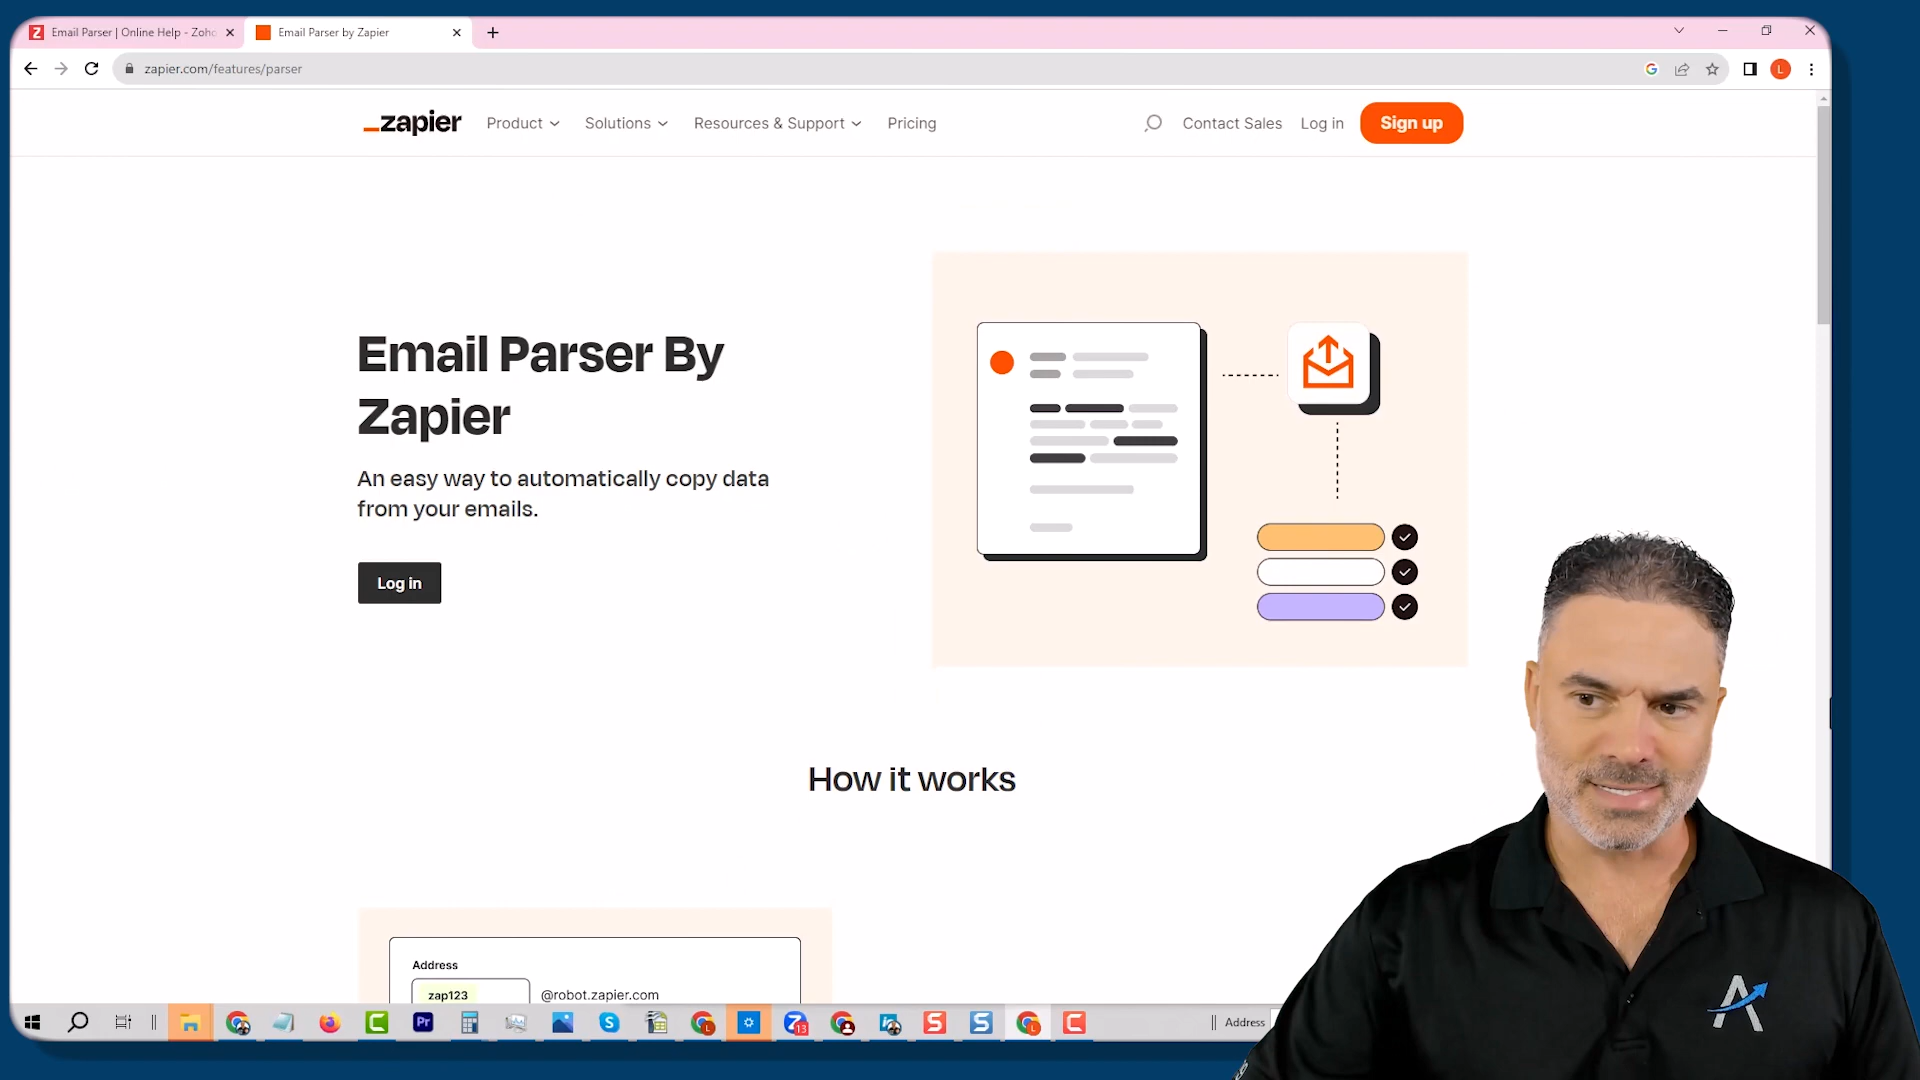 Email Parser | Online Help - Zoho
Email Parser by Zapier
zapier.com/features/parser
L
zapier
Product
Solutions
Resources & Support
Pricing
Contact Sales
Log in
Sign up
Email Parser By
Zapier
An easy way to automatically copy data
from your emails.
Log in
How it works
Address
zap123
@robot.zapier.com
Pr
13
Address